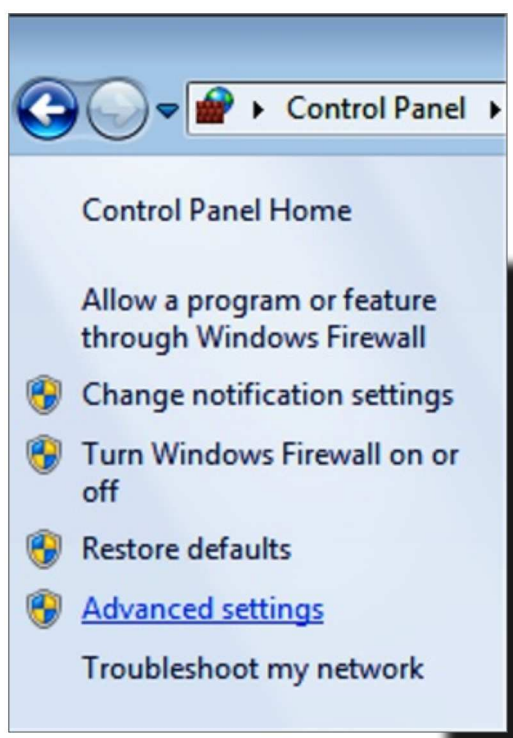 Control Panel
Control Panel Home
Allow a program or feature
through Windows Firewall
Change notification settings
Turn Windows Firewall on or
off
Restore defaults
Advanced settings
Troubleshoot my network